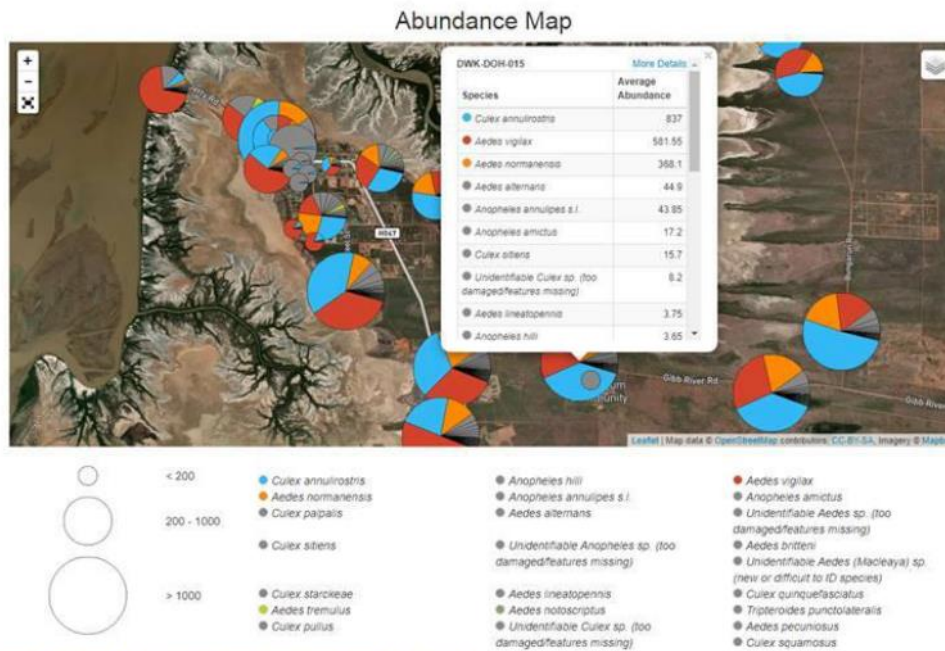 Abundance Map
+
−
DWK-DOH-015 More Details
Species Average Abundance
Culex annulirostris 837
Aedes vigilax 581.55
Aedes normanensis 368.1
Aedes alternans 44.9
Anopheles annulipes s.l. 43.85
Anopheles amictus 17.2
Culex sitiens 15.7
Unidentifiable Culex sp. (too
damaged/features missing) 8.2
Aedes lineatopennis 3.75
Anopheles hilli 3.65
Gibb River Rd
Gibb River
Leaflet | Map data © OpenStreetMap contributors, CC-BY-SA, Imagery © Mapb
< 200
200 - 1000
> 1000
Culex annulirostris
Aedes normanensis
Culex palpalis
Culex sitiens
Culex starckeae
Aedes tremulus
Culex pullus
Anopheles hilli
Anopheles annulipes s.l.
Aedes alternans
Unidentifiable Anopheles sp. (too
damaged/features missing)
Aedes lineatopennis
Aedes notoscriptus
Unidentifiable Culex sp. (too
damaged/features missing)
Aedes vigilax
Anopheles amictus
Unidentifiable Aedes sp. (too
damaged/features missing)
Aedes britteni
Unidentifiable Aedes (Macleaya) sp.
(new or difficult to ID species)
Culex quinquefasciatus
Tripteroides punctolateralis
Aedes pecuniosus
Culex squamosus